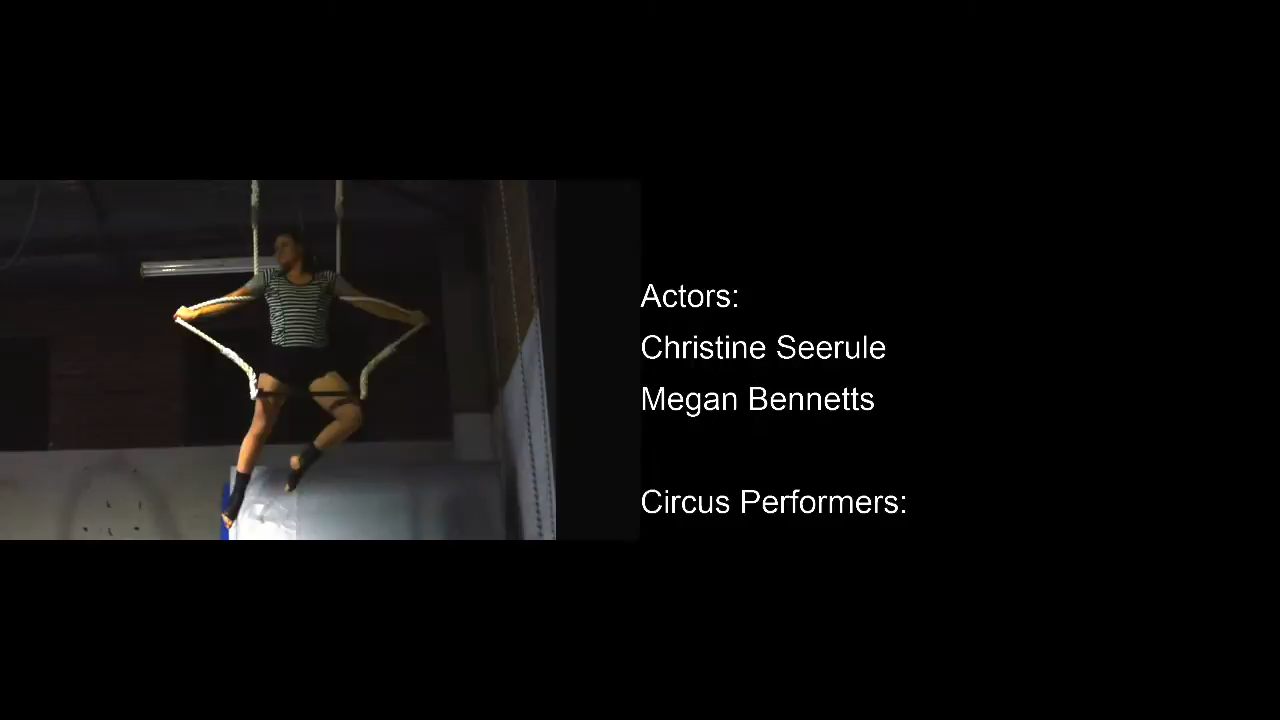 Actors:
Christine Seerule
Megan Bennetts
Circus Performers: